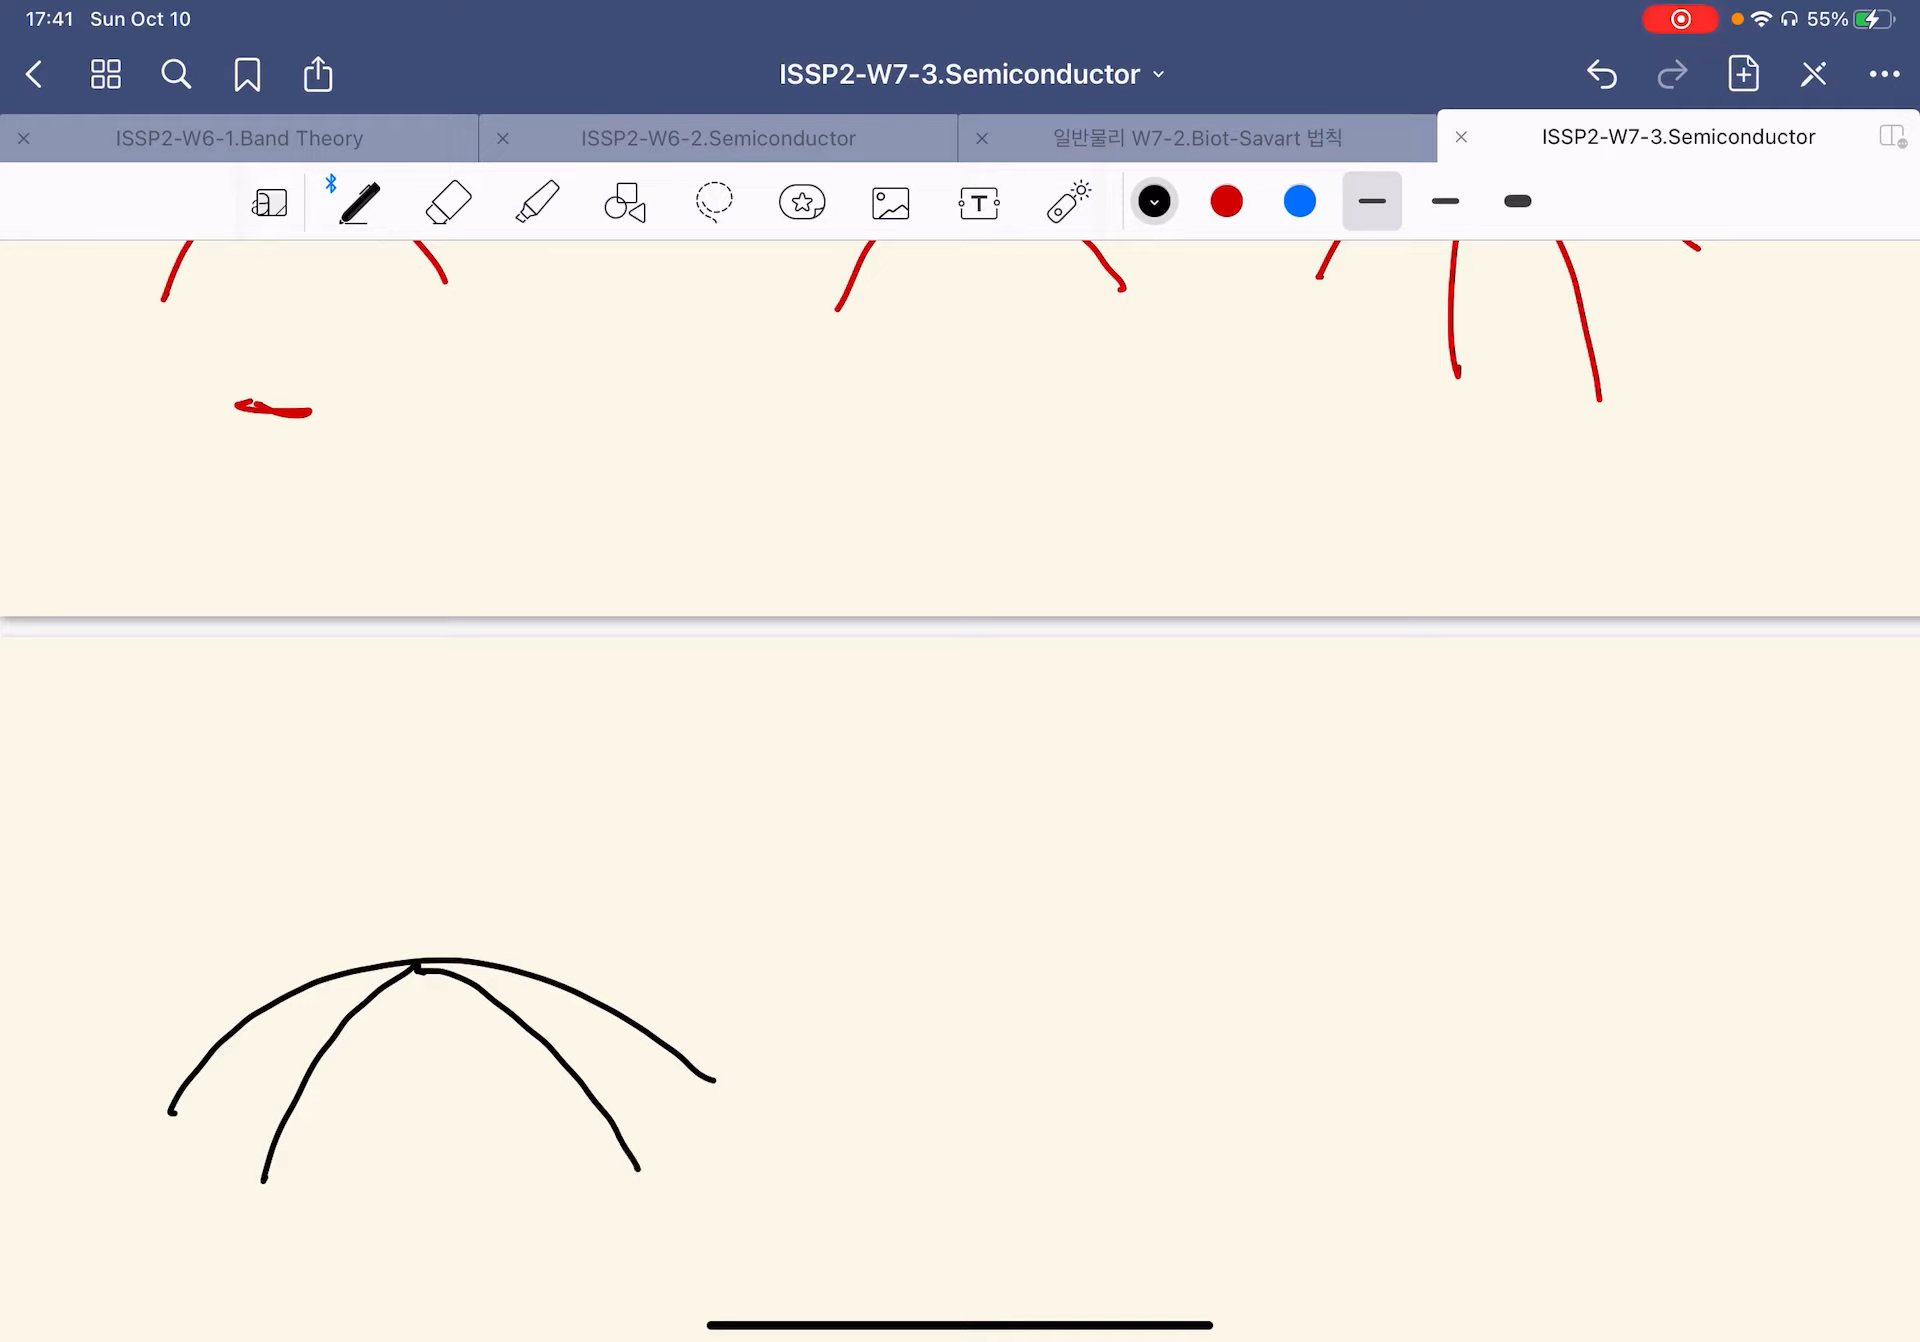 17:41 Sun Oct 10
55%
ISSP2-W7-3.Semiconductor
ISSP2-W6-1.Band Theory
ISSP2-W6-2.Semiconductor
일반물리 W7-2.Biot-Savart 법칙
ISSP2-W7-3.Semiconductor